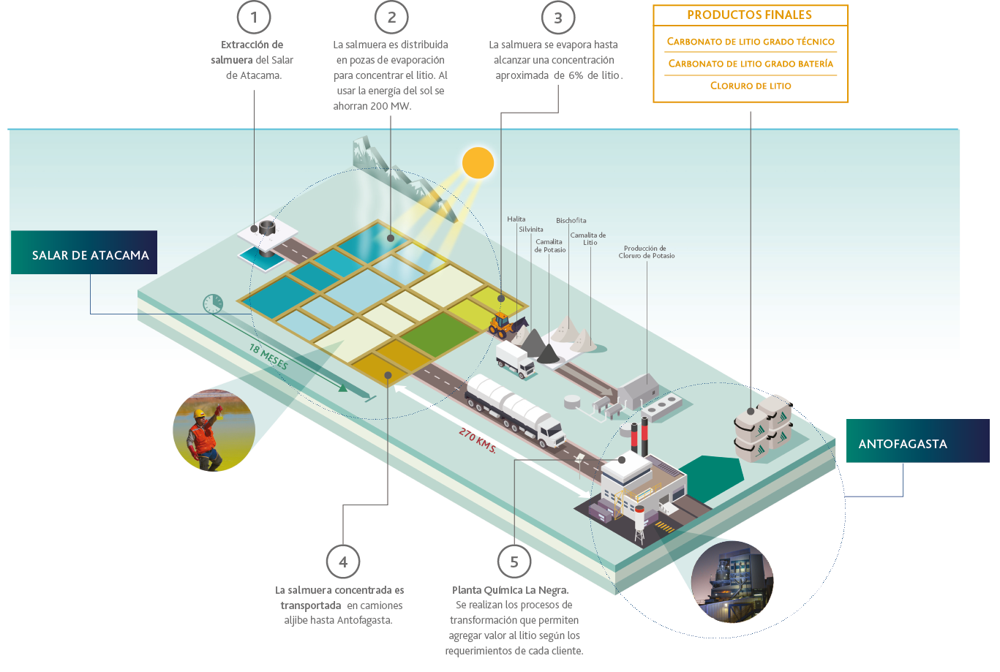 1
Extracción de
salmuera del Salar
de Atacama.
2
La salmuera es distribuida
en pozas de evaporación
para concentrar el litio. Al
usar la energía del sol se
ahorran 200 MW.
3
La salmuera se evapora hasta
alcanzar una concentración
aproximada de 6% de litio.
PRODUCTOS FINALES
CARBONATO DE LITIO GRADO TÉCNICO
CARBONATO DE LITIO GRADO BATERÍA
CLORURO DE LITIO
SALAR DE ATACAMA
Halita
Silvinita
Carnalita
de Potasio
Bischofita
Carnalita de
Litio
Producción de
Cloruro de Potasio
18 MESES
270 KMS.
ANTOFAGASTA
4
La salmuera concentrada es
transportada en camiones
aljibe hasta Antofagasta.
5
Planta Química La Negra.
Se realizan los procesos de
transformación que permiten
agregar valor al litio según los
requerimientos de cada cliente.